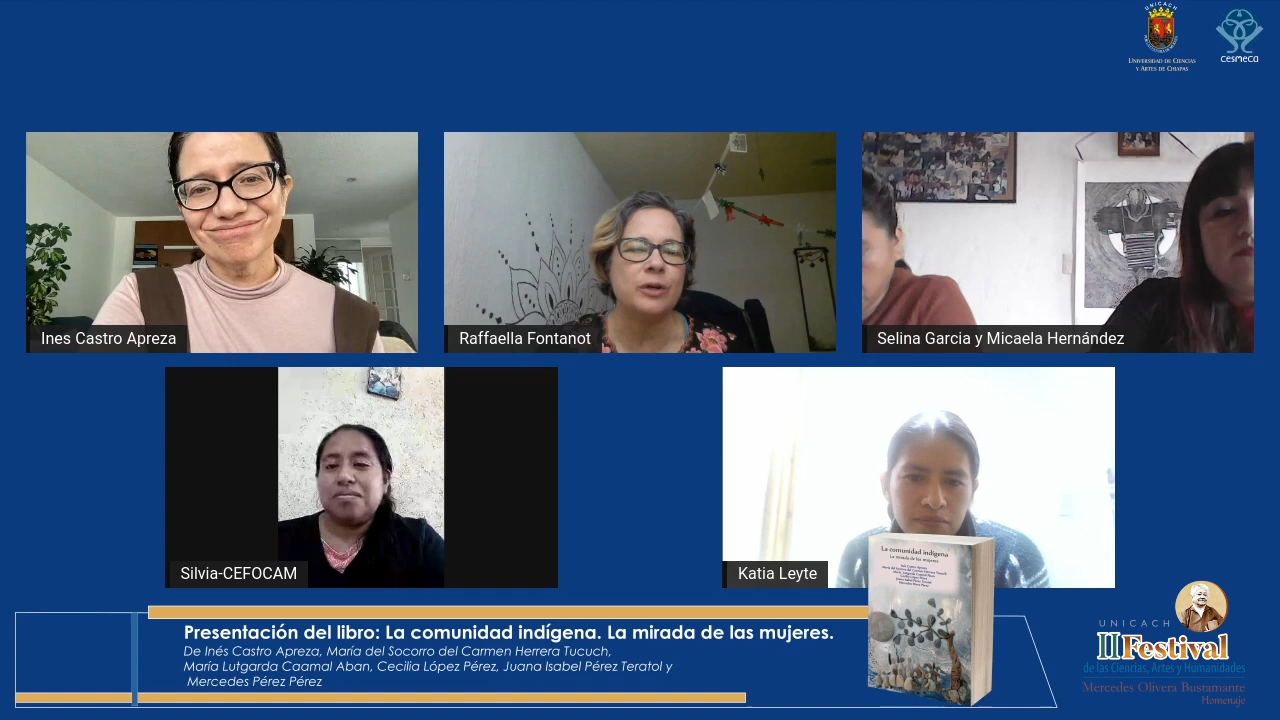 UNICACH
UNIVERSIDAD DE CIENCIAS
Y ARTES DE CHIAPAS
cesmeca
Ines Castro Apreza
Raffaella Fontanot
Selina Garcia y Micaela Hernández
Silvia-CEFOCAM
Katia Leyte
La comunidad indígena
La mirada de las mujeres
Presentación del libro: La comunidad indígena. La mirada de las mujeres.
De Inés Castro Apreza, María del Socorro del Carmen Herrera Tucuch,
María Lutgarda Caamal Aban, Cecilia López Pérez, Juana Isabel Pérez Teratol y
Mercedes Pérez Pérez
UNICACH
II Festival
de las Ciencias, Artes y Humanidades
Mercedes Olivera Bustamante
Homenaje